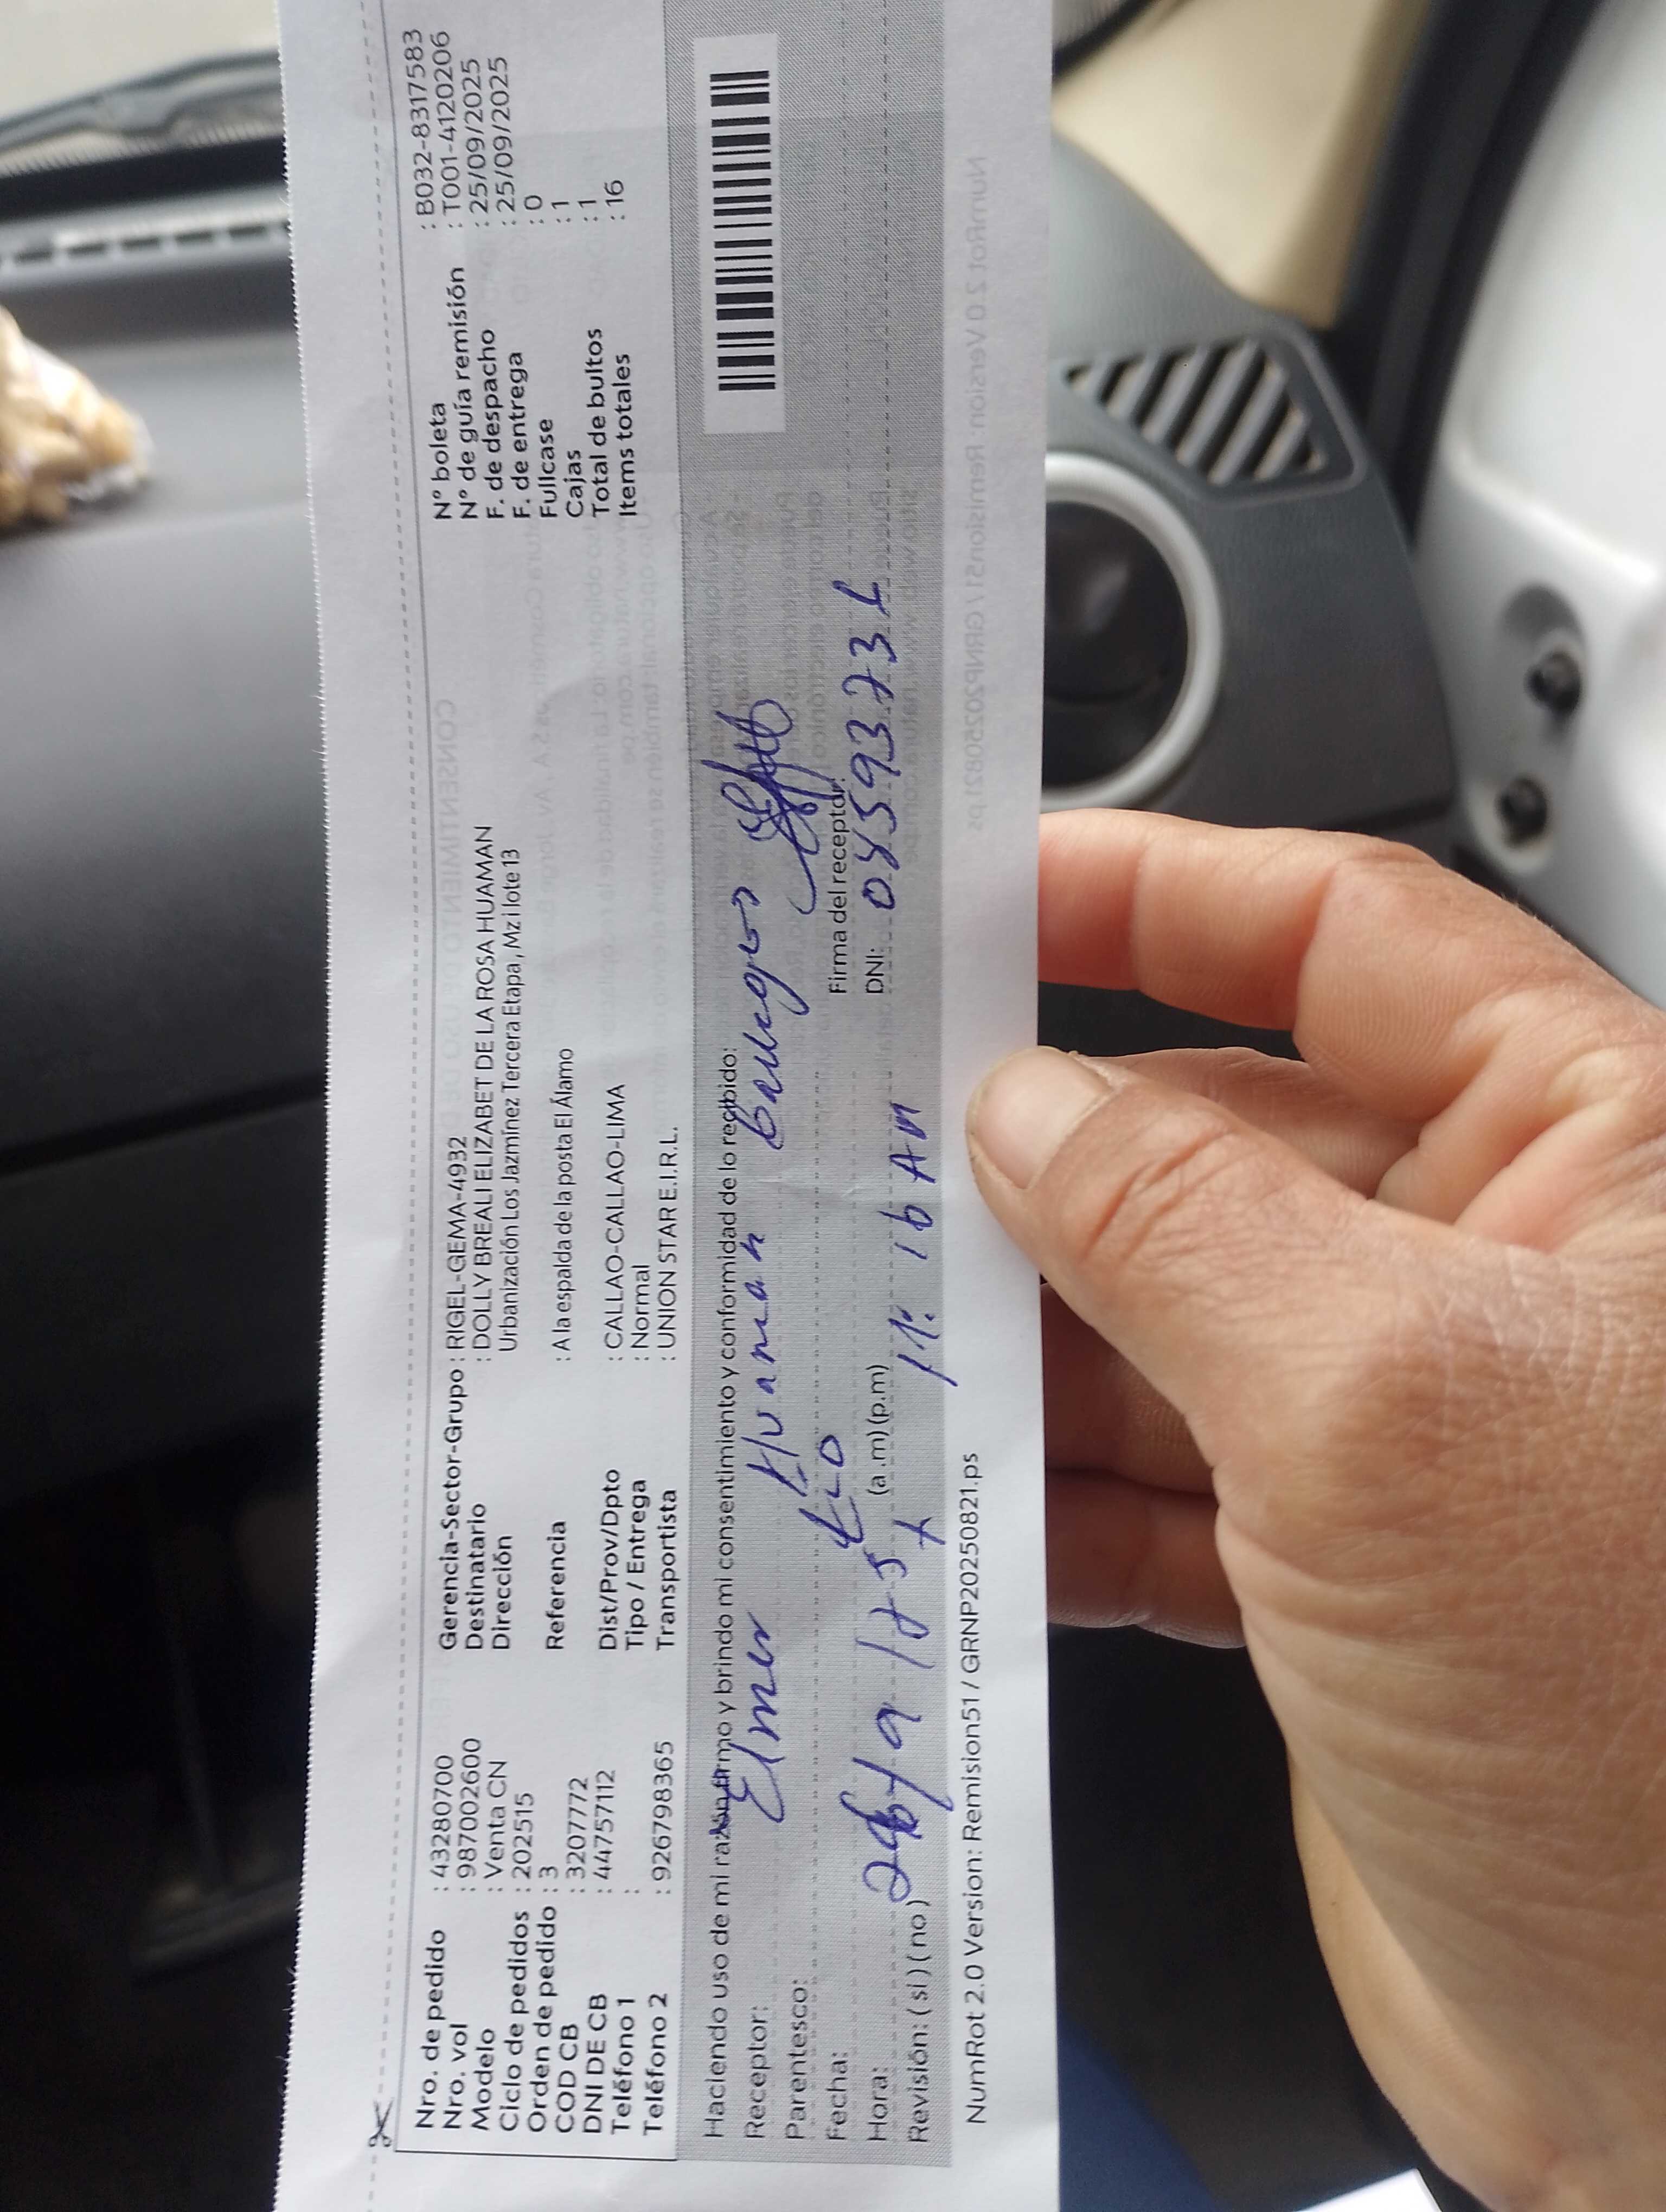 Nro. de pedido : 43280700 Gerencia-Sector-Grupo : RIGEL-GEMA-4932 N° boleta : B032-8317583
Nro. vol : 987002600 Destinatario : DOLLY BREALI ELIZABET DE LA ROSA HUAMAN N° de guía remisión : T001-4120206
Modelo : Venta CN Dirección Urbanización Los Jazmínez Tercera Etapa, Mz i lote 13 F. de despacho : 25/09/2025
Ciclo de pedidos : 202515 F. de entrega : 25/09/2025
Orden de pedido : 3 Referencia : A la espalda de la posta El Álamo Fullcase : 0
COD CB : 3207772 Cajas : 1
DNI DE CB : 44757112 Dist/Prov/Dpto : CALLAO-CALLAO-LIMA Total de bultos : 1
Teléfono 1 : Tipo / Entrega : Normal Items totales : 16
Teléfono 2 : 926798365 Transportista : UNION STAR E.I.R.L.
Haciendo uso de mi razón firmo y brindo mi consentimiento y conformidad de lo recibido:
Receptor: Elmer Huaman
Parentesco: tio
Firma del receptor:
Fecha:
DNI:
Hora: (a.m) (p.m)
Revisión: (si) (no) 11:16 Am
NumRot 2.0 Version: Remision51 / GRNP20250821.ps